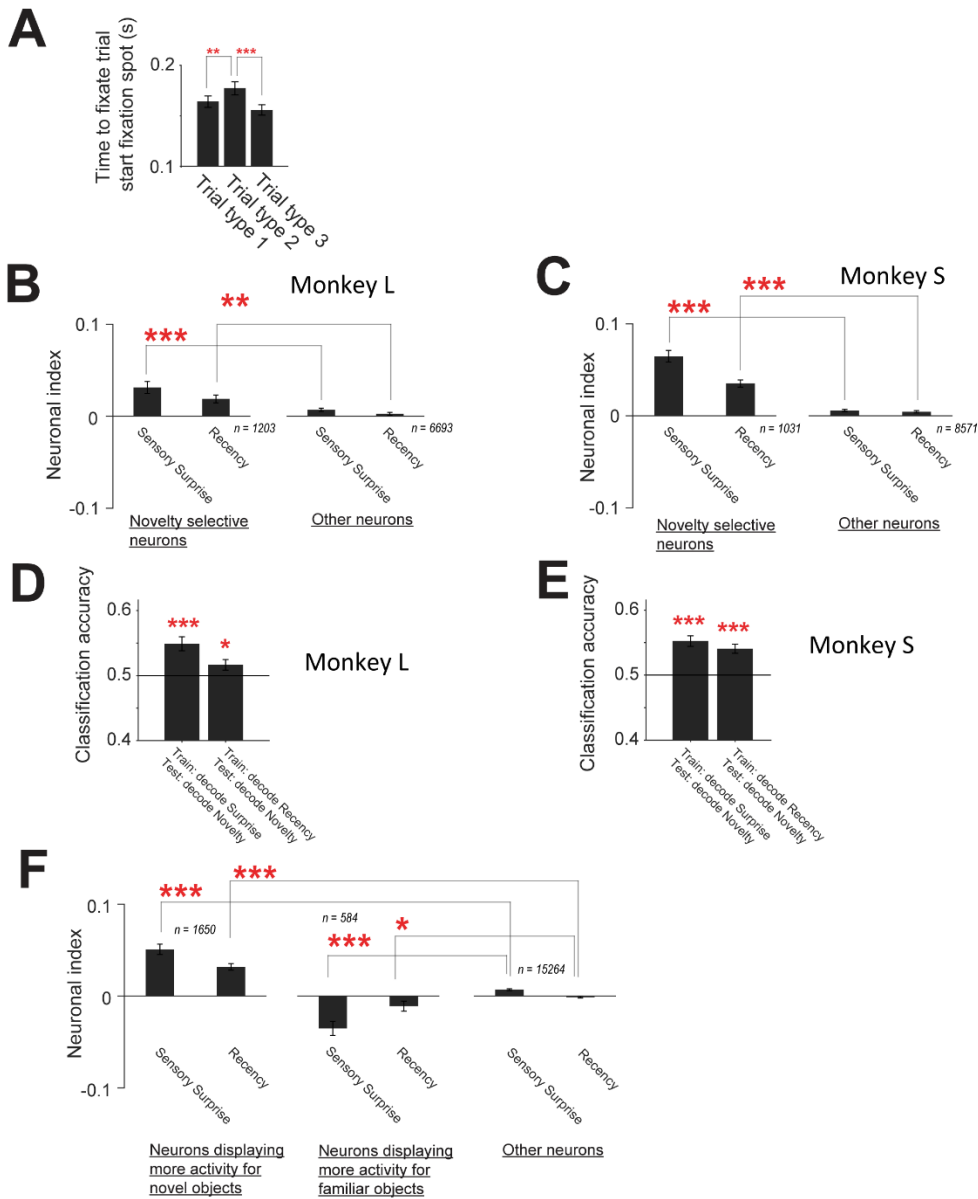 A
Time to fixate trial
start fixation spot (s)
0.2
0.1
** ***
Trial type 1
Trial type 2
Trial type 3
B
Monkey L
Neuronal index
0.1
0
-0.1
***
**
Sensory Surprise
Recency
n = 1203
Sensory Surprise
Recency
n = 6693
Novelty selective
neurons
Other neurons
C
Monkey S
Neuronal index
0.1
0
-0.1
***
***
Sensory Surprise
Recency
n = 1031
Sensory Surprise
Recency
n = 8571
Novelty selective
neurons
Other neurons
D
Classification accuracy
0.6
0.5
0.4
***
*
Monkey L
Train: decode Surprise
Test: decode Novelty
Train: decode Recency
Test: decode Novelty
E
Classification accuracy
0.6
0.5
0.4
***
***
Monkey S
Train: decode Surprise
Test: decode Novelty
Train: decode Recency
Test: decode Novelty
F
Neuronal index
0.1
0
-0.1
***
***
n = 1650
n = 584
***
*
n = 15264
Sensory Surprise
Recency
Sensory Surprise
Recency
Sensory Surprise
Recency
Neurons displaying
more activity for
novel objects
Neurons displaying
more activity for
familiar objects
Other neurons